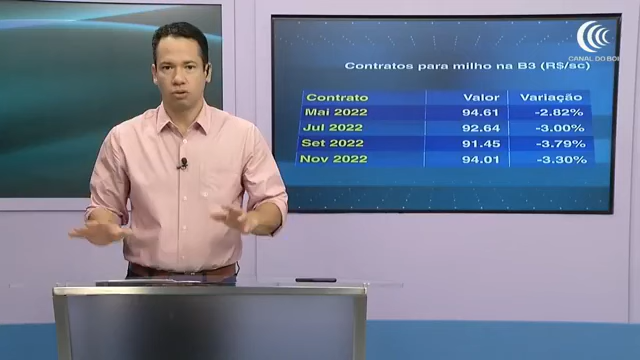 CANAL DO BOI
Contratos para milho na B3 (R$/sc)
Contrato Valor Variação
Mai 2022 94.61 -2.82%
Jul 2022 92.64 -3.00%
Set 2022 91.45 -3.79%
Nov 2022 94.01 -3.30%